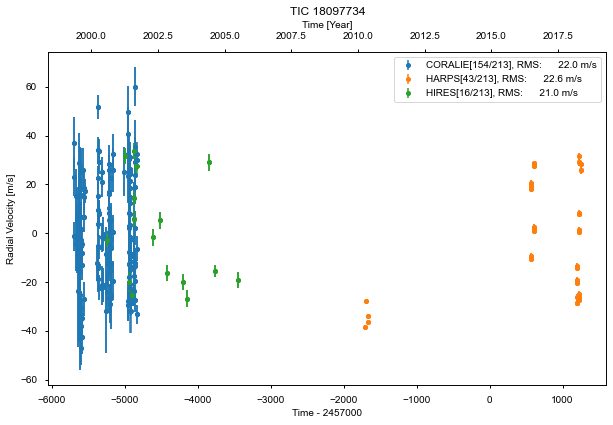 TIC 18097734
Time [Year]
2000.0 2002.5 2005.0 2007.5 2010.0 2012.5 2015.0 2017.5
CORALIE[154/213], RMS: 22.0 m/s
HARPS[43/213], RMS: 22.6 m/s
HIRES[16/213], RMS: 21.0 m/s
Radial Velocity [m/s]
60
40
20
0
−20
−40
−60
−6000 −5000 −4000 −3000 −2000 −1000 0 1000
Time - 2457000